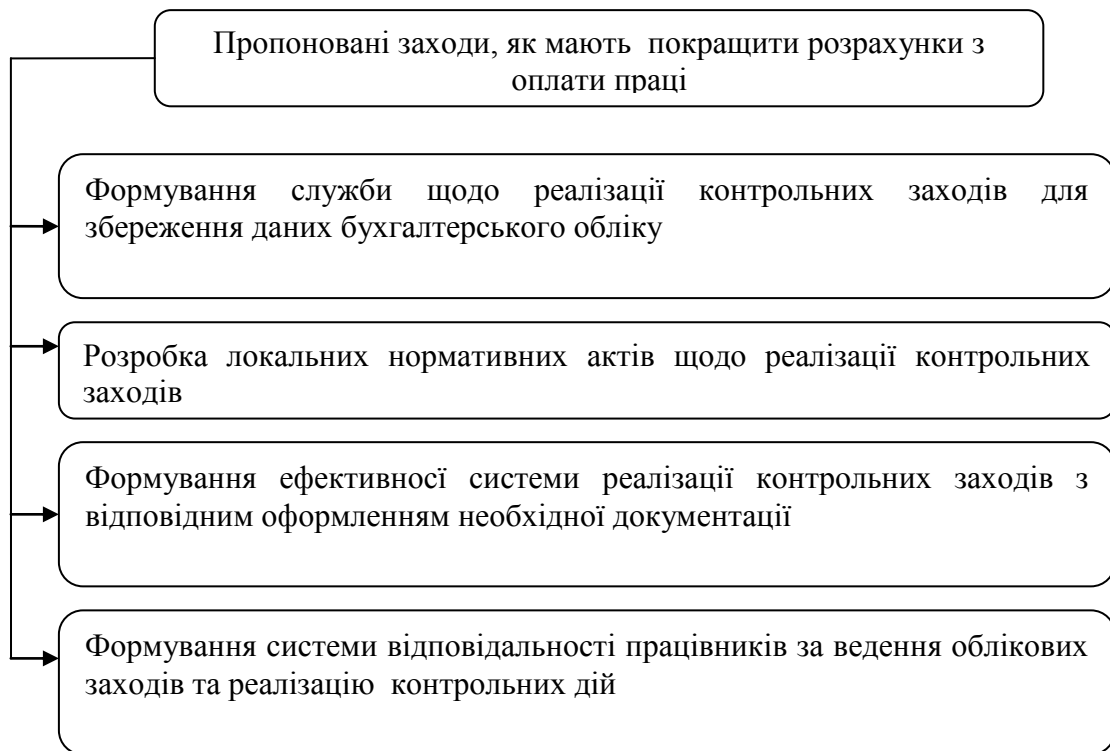 Пропоновані заходи, як мають покращити розрахунки з
оплати праці
Формування служби щодо реалізації контрольних заходів для
збереження даних бухгалтерського обліку
Розробка локальних нормативних актів щодо реалізації контрольних
заходів
Формування ефективносї системи реалізації контрольних заходів з
відповідним оформленням необхідної документації
Формування системи відповідальності працівників за ведення облікових
заходів та реалізацію контрольних дій